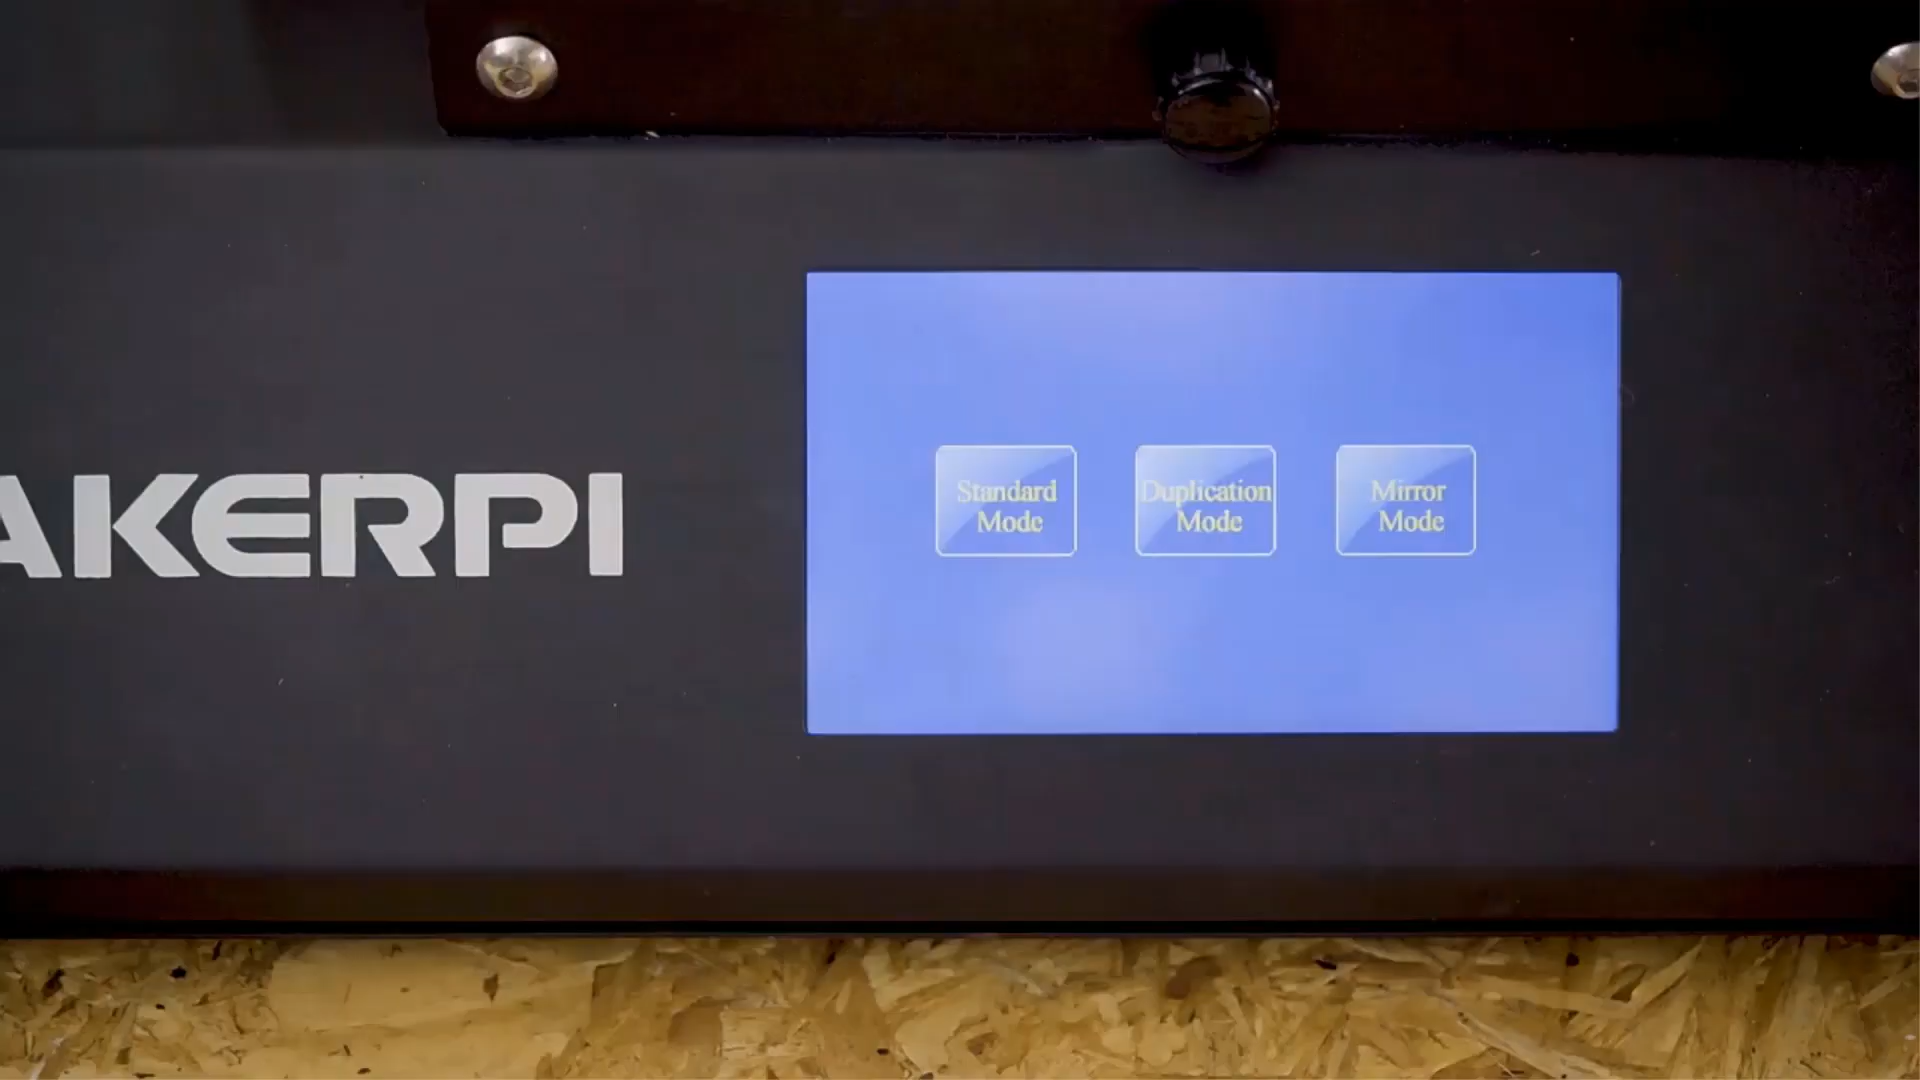 AKERPI
Standard
Mode
Duplication
Mode
Mirror
Mode